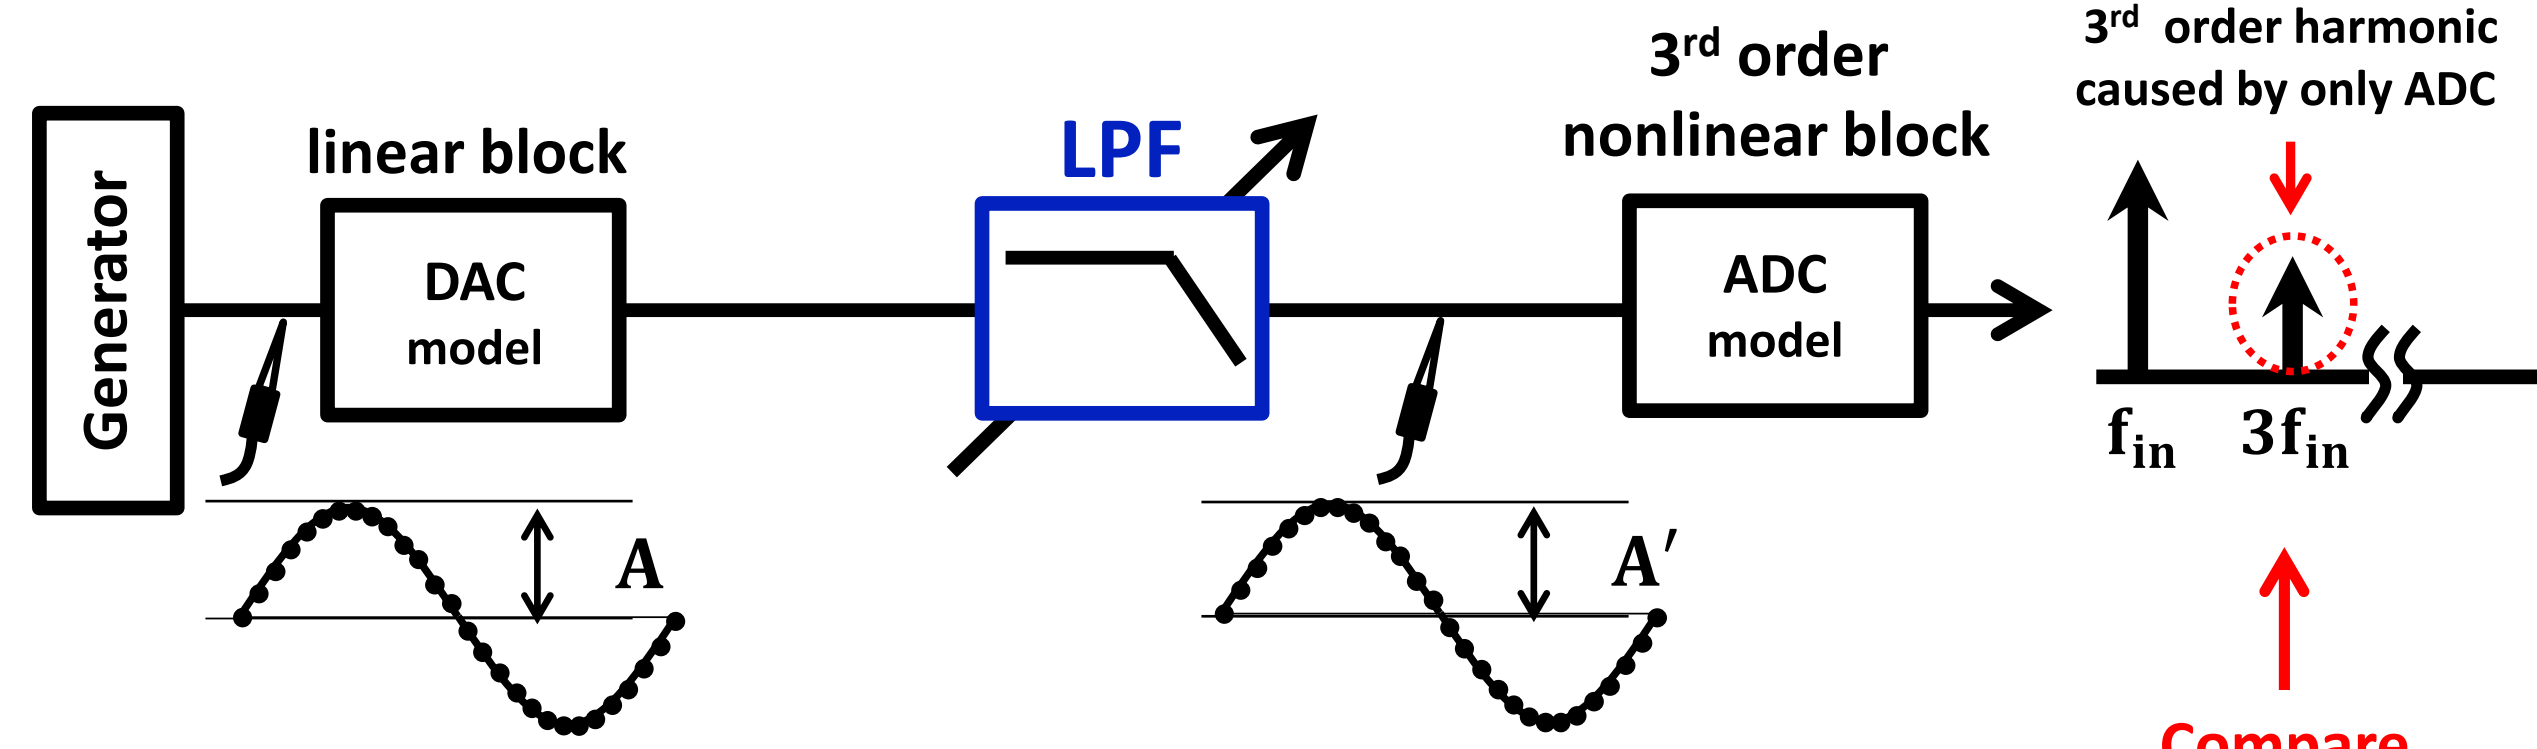 Generator
linear block
DAC
model
LPF
3rd order
nonlinear block
ADC
model
3rd order harmonic
caused by only ADC
fin
3fin
A
A′
Compare